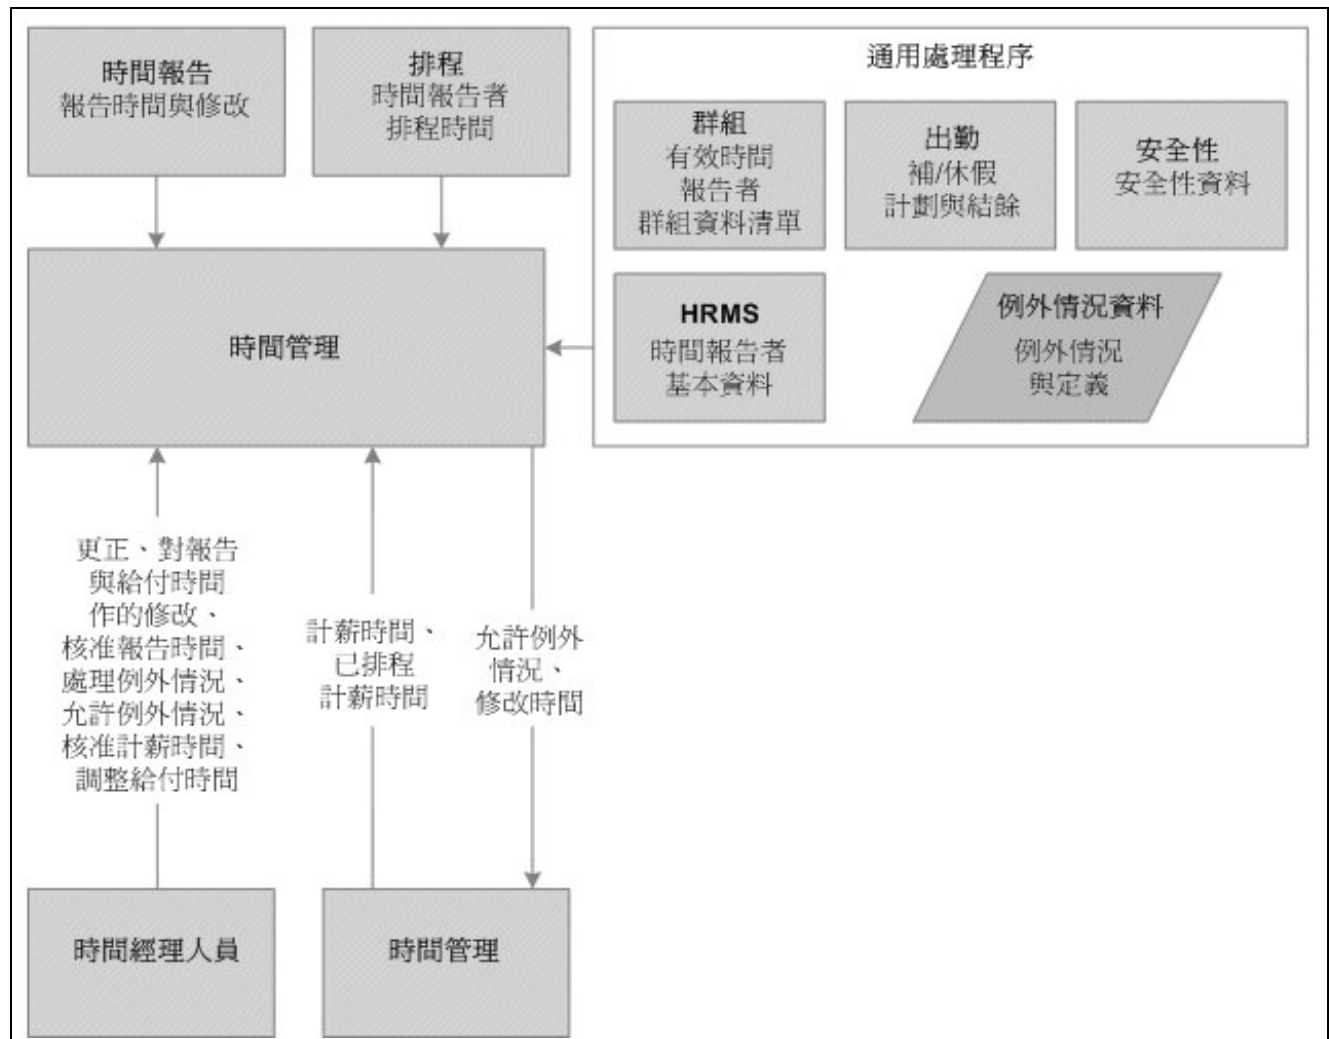 時間報告
報告時間與修改
排程
時間報告者
排程時間
通用處理程序
群組
有效時間
報告者
群組資料清單
出勤
補/休假
計劃與結餘
安全性
安全性資料
時間管理
HRMS
時間報告者
基本資料
例外情況資料
例外情況
與定義
更正、對報告
與給付時間
作的修改、
核准報告時間、
處理例外情況、
允許例外情況、
核准計薪時間、
調整給付時間
計薪時間、
已排程
計薪時間
允許例外
情況、
修改時間
時間經理人員
時間管理